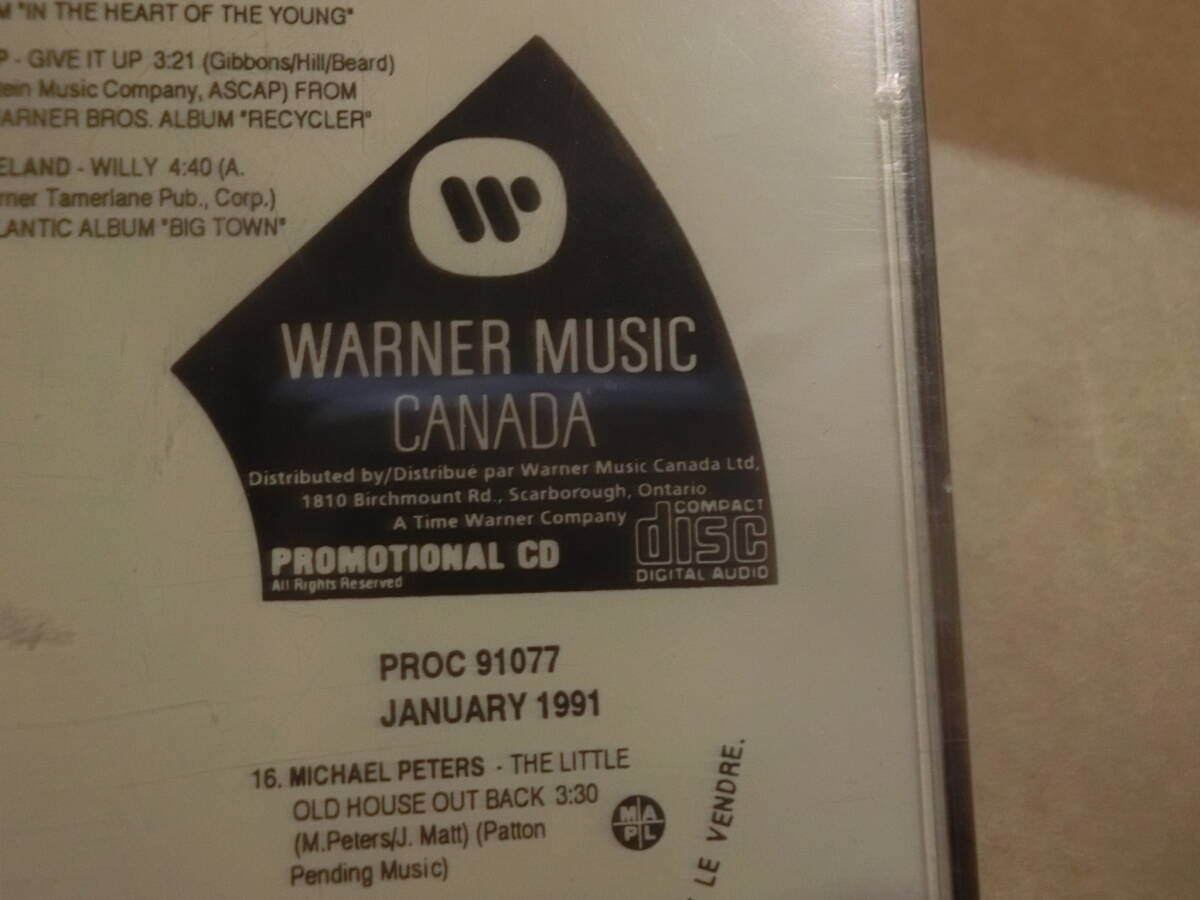 M "IN THE HEART OF THE YOUNG"
P - GIVE IT UP 3:21 (Gibbons/Hill/Beard)
tein Music Company, ASCAP) FROM
ARNER BROS. ALBUM "RECYCLER"
ELAND - WILLY 4:40 (A.
rner Tamerlane Pub., Corp.)
LANTIC ALBUM "BIG TOWN"
WARNER MUSIC
CANADA
Distributed by/Distribué par Warner Music Canada Ltd.
1810 Birchmount Rd., Scarborough, Ontario
A Time Warner Company
COMPACT
disc
DIGITAL AUDIO
PROMOTIONAL CD
All Rights Reserved
PROC 91077
JANUARY 1991
16. MICHAEL PETERS - THE LITTLE
OLD HOUSE OUT BACK 3:30
(M.Peters/J. Matt) (Patton
Pending Music)
MAPL
LE VENDRE.